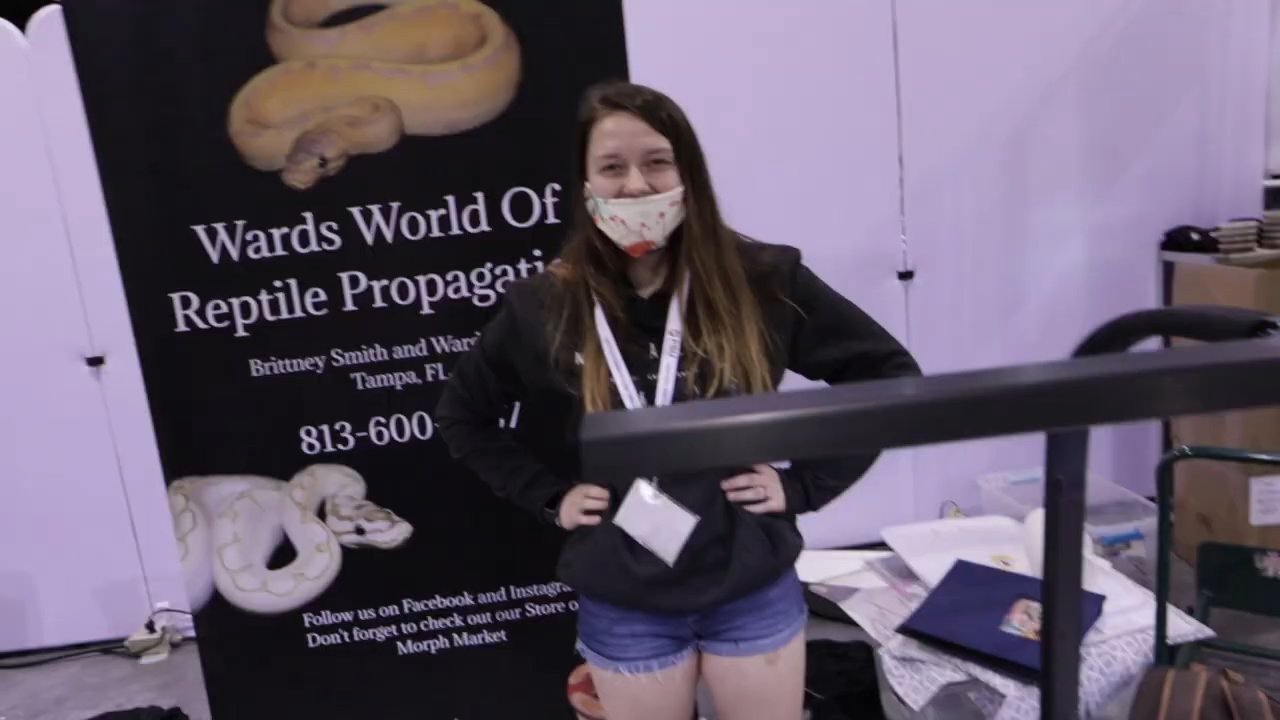 Wards World Of
Reptile Propagati
Brittney Smith and Ward
Tampa, FL
813-600-
Follow us on Facebook and Instagra
Don't forget to check out our Store o
Morph Market